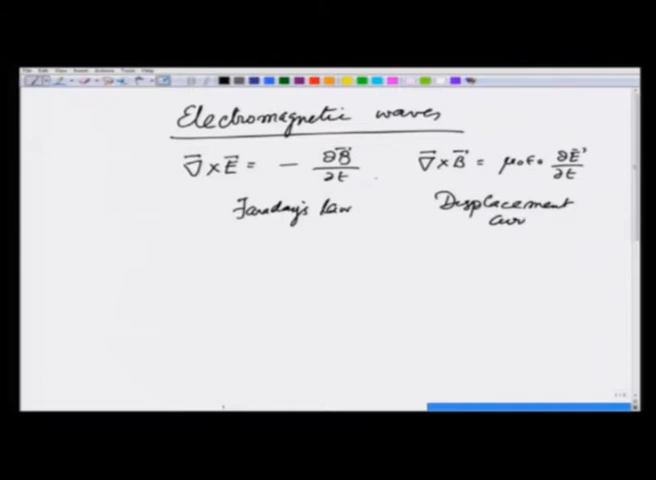 Electromagnetic waves
∇⃗ × E⃗ = − ∂B⃗/∂t    ∇⃗ × B⃗ = μ₀ε₀ ∂E⃗/∂t
Faraday's Law    Displacement
curr